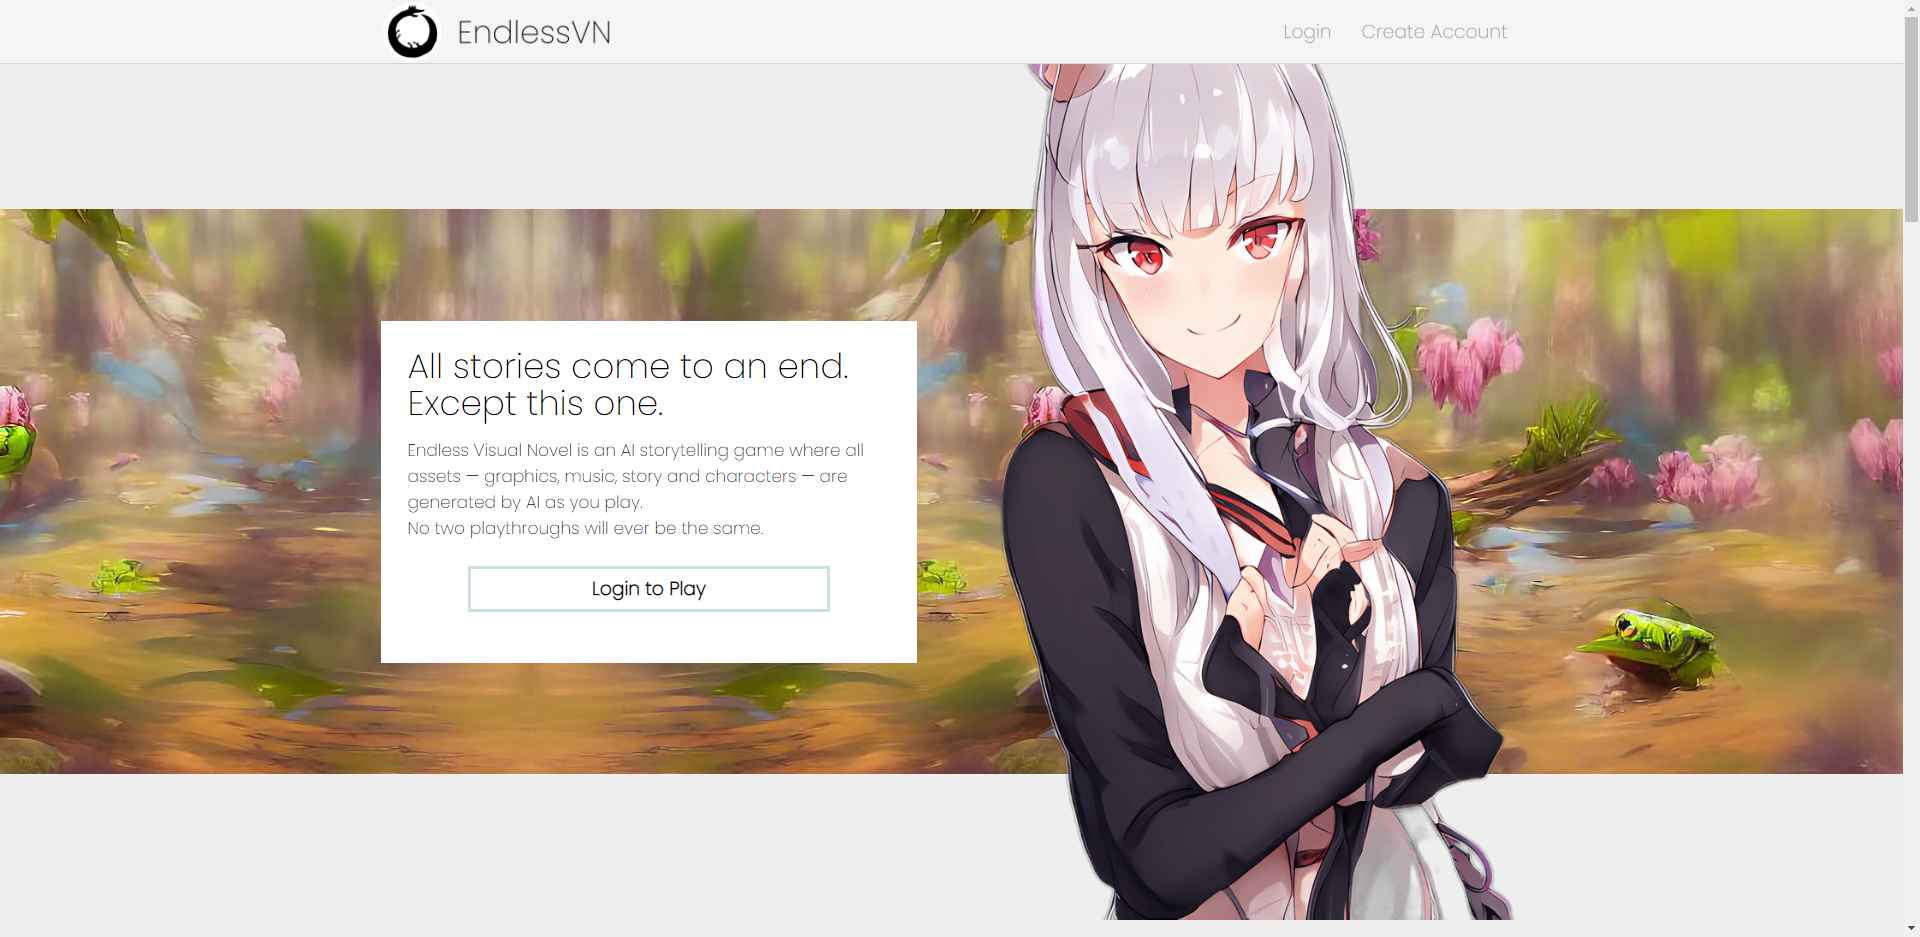 EndlessVN
Login
Create Account
All stories come to an end.
Except this one.
Endless Visual Novel is an AI storytelling game where all
assets — graphics, music, story and characters — are
generated by AI as you play.
No two playthroughs will ever be the same.
Login to Play